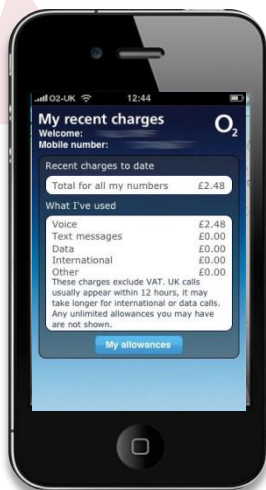 O2-UK 12:44
My recent charges
O2
Welcome:
Mobile number:
Recent charges to date
Total for all my numbers £2.48
What I've used
Voice £2.48
Text messages £0.00
Data £0.00
International £0.00
Other £0.00
These charges exclude VAT. UK calls
usually appear within 12 hours, it may
take longer for international or data calls.
Any unlimited allowances you may have
are not shown.
My allowances